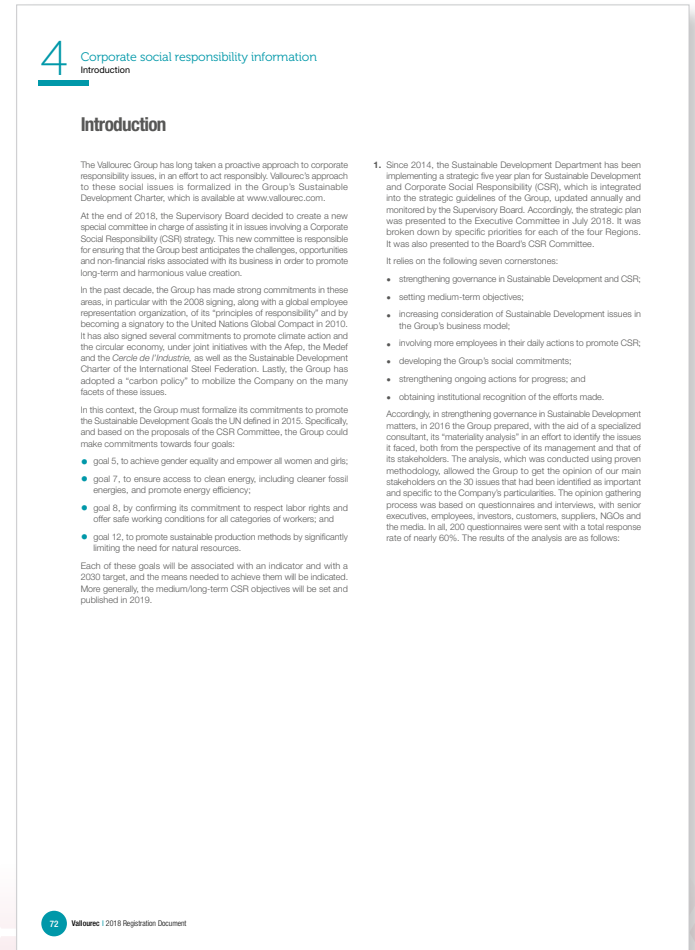 4
Corporate social responsibility information
Introduction
Introduction
The Vallourec Group has long taken a proactive approach to corporate
responsibility issues, in an effort to act responsibly. Vallourec's approach
to these social issues is formalized in the Group's Sustainable
Development Charter, which is available at www.vallourec.com.
At the end of 2018, the Supervisory Board decided to create a new
special committee in charge of assisting it in issues involving a Corporate
Social Responsibility (CSR) strategy. This new committee is responsible
for ensuring that the Group best anticipates the challenges, opportunities
and non-financial risks associated with its business in order to promote
long-term and harmonious value creation.
In the past decade, the Group has made strong commitments in these
areas, in particular with the 2008 signing, along with a global employee
representation organization, of its "principles of responsibility" and by
becoming a signatory to the United Nations Global Compact in 2010.
It has also signed several commitments to promote climate action and
the circular economy, under joint initiatives with the Afep, the Medef
and the Cercle de l'Industrie, as well as the Sustainable Development
Charter of the International Steel Federation. Lastly, the Group has
adopted a "carbon policy" to mobilize the Company on the many
facets of these issues.
In this context, the Group must formalize its commitments to promote
the Sustainable Development Goals the UN defined in 2015. Specifically,
and based on the proposals of the CSR Committee, the Group could
make commitments towards four goals:
• goal 5, to achieve gender equality and empower all women and girls;
• goal 7, to ensure access to clean energy, including cleaner fossil
energies, and promote energy efficiency;
• goal 8, by confirming its commitment to respect labor rights and
offer safe working conditions for all categories of workers; and
• goal 12, to promote sustainable production methods by significantly
limiting the need for natural resources.
Each of these goals will be associated with an indicator and with a
2030 target, and the means needed to achieve them will be indicated.
More generally, the medium/long-term CSR objectives will be set and
published in 2019.
1. Since 2014, the Sustainable Development Department has been
implementing a strategic five year plan for Sustainable Development
and Corporate Social Responsibility (CSR), which is integrated
into the strategic guidelines of the Group, updated annually and
monitored by the Supervisory Board. Accordingly, the strategic plan
was presented to the Executive Committee in July 2018. It was
broken down by specific priorities for each of the four Regions.
It was also presented to the Board's CSR Committee.
It relies on the following seven cornerstones:
• strengthening governance in Sustainable Development and CSR;
• setting medium-term objectives;
• increasing consideration of Sustainable Development issues in
the Group's business model;
• involving more employees in their daily actions to promote CSR;
• developing the Group's social commitments;
• strengthening ongoing actions for progress; and
• obtaining institutional recognition of the efforts made.
Accordingly, in strengthening governance in Sustainable Development
matters, in 2016 the Group prepared, with the aid of a specialized
consultant, its "materiality analysis" in an effort to identify the issues
it faced, both from the perspective of its management and that of
its stakeholders. The analysis, which was conducted using proven
methodology, allowed the Group to get the opinion of our main
stakeholders on the 30 issues that had been identified as important
and specific to the Company's particularities. The opinion gathering
process was based on questionnaires and interviews, with senior
executives, employees, investors, customers, suppliers, NGOs and
the media. In all, 200 questionnaires were sent with a total response
rate of nearly 60%. The results of the analysis are as follows:
72 Vallourec | 2018 Registration Document